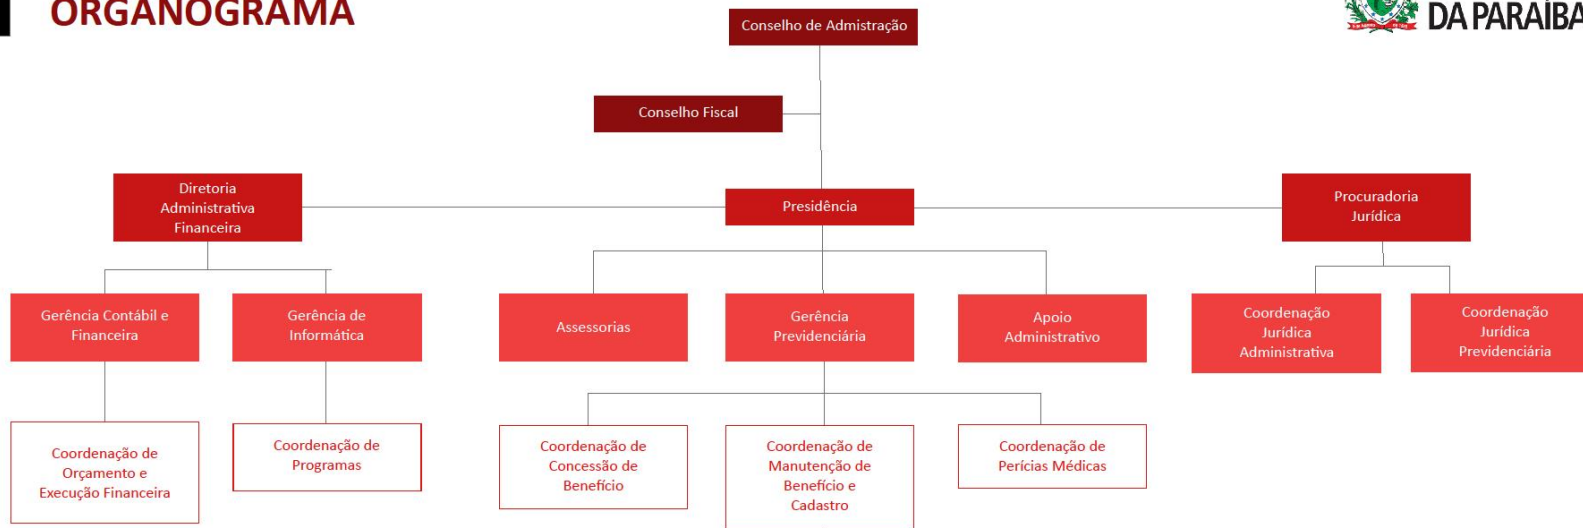 ORGANOGRAMA
DA PARAÍBA
Conselho de Admistração
Conselho Fiscal
Diretoria
Administrativa
Financeira
Presidência
Procuradoria
Jurídica
Gerência Contábil e
Financeira
Gerência de
Informática
Assessorias
Gerência
Previdenciária
Apoio
Administrativo
Coordenação
Jurídica
Administrativa
Coordenação
Jurídica
Previdenciária
Coordenação de
Orçamento e
Execução Financeira
Coordenação de
Programas
Coordenação de
Concessão de
Benefício
Coordenação de
Manutenção de
Benefício e
Cadastro
Coordenação de
Perícias Médicas